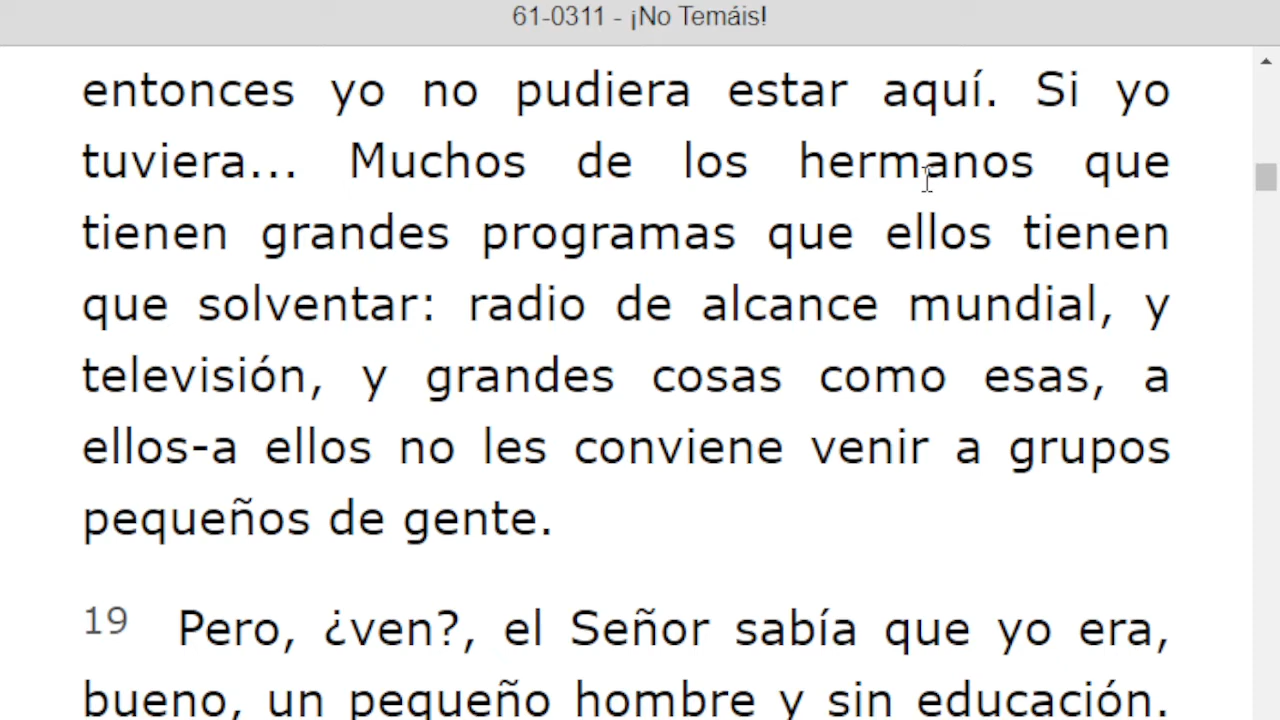 61-0311 - ¡No Temáis!
entonces yo no pudiera estar aquí. Si yo
tuviera... Muchos de los hermanos que
tienen grandes programas que ellos tienen
que solventar: radio de alcance mundial, y
televisión, y grandes cosas como esas, a
ellos-a ellos no les conviene venir a grupos
pequeños de gente.
19 Pero, ¿ven?, el Señor sabía que yo era,
bueno, un pequeño hombre y sin educación.